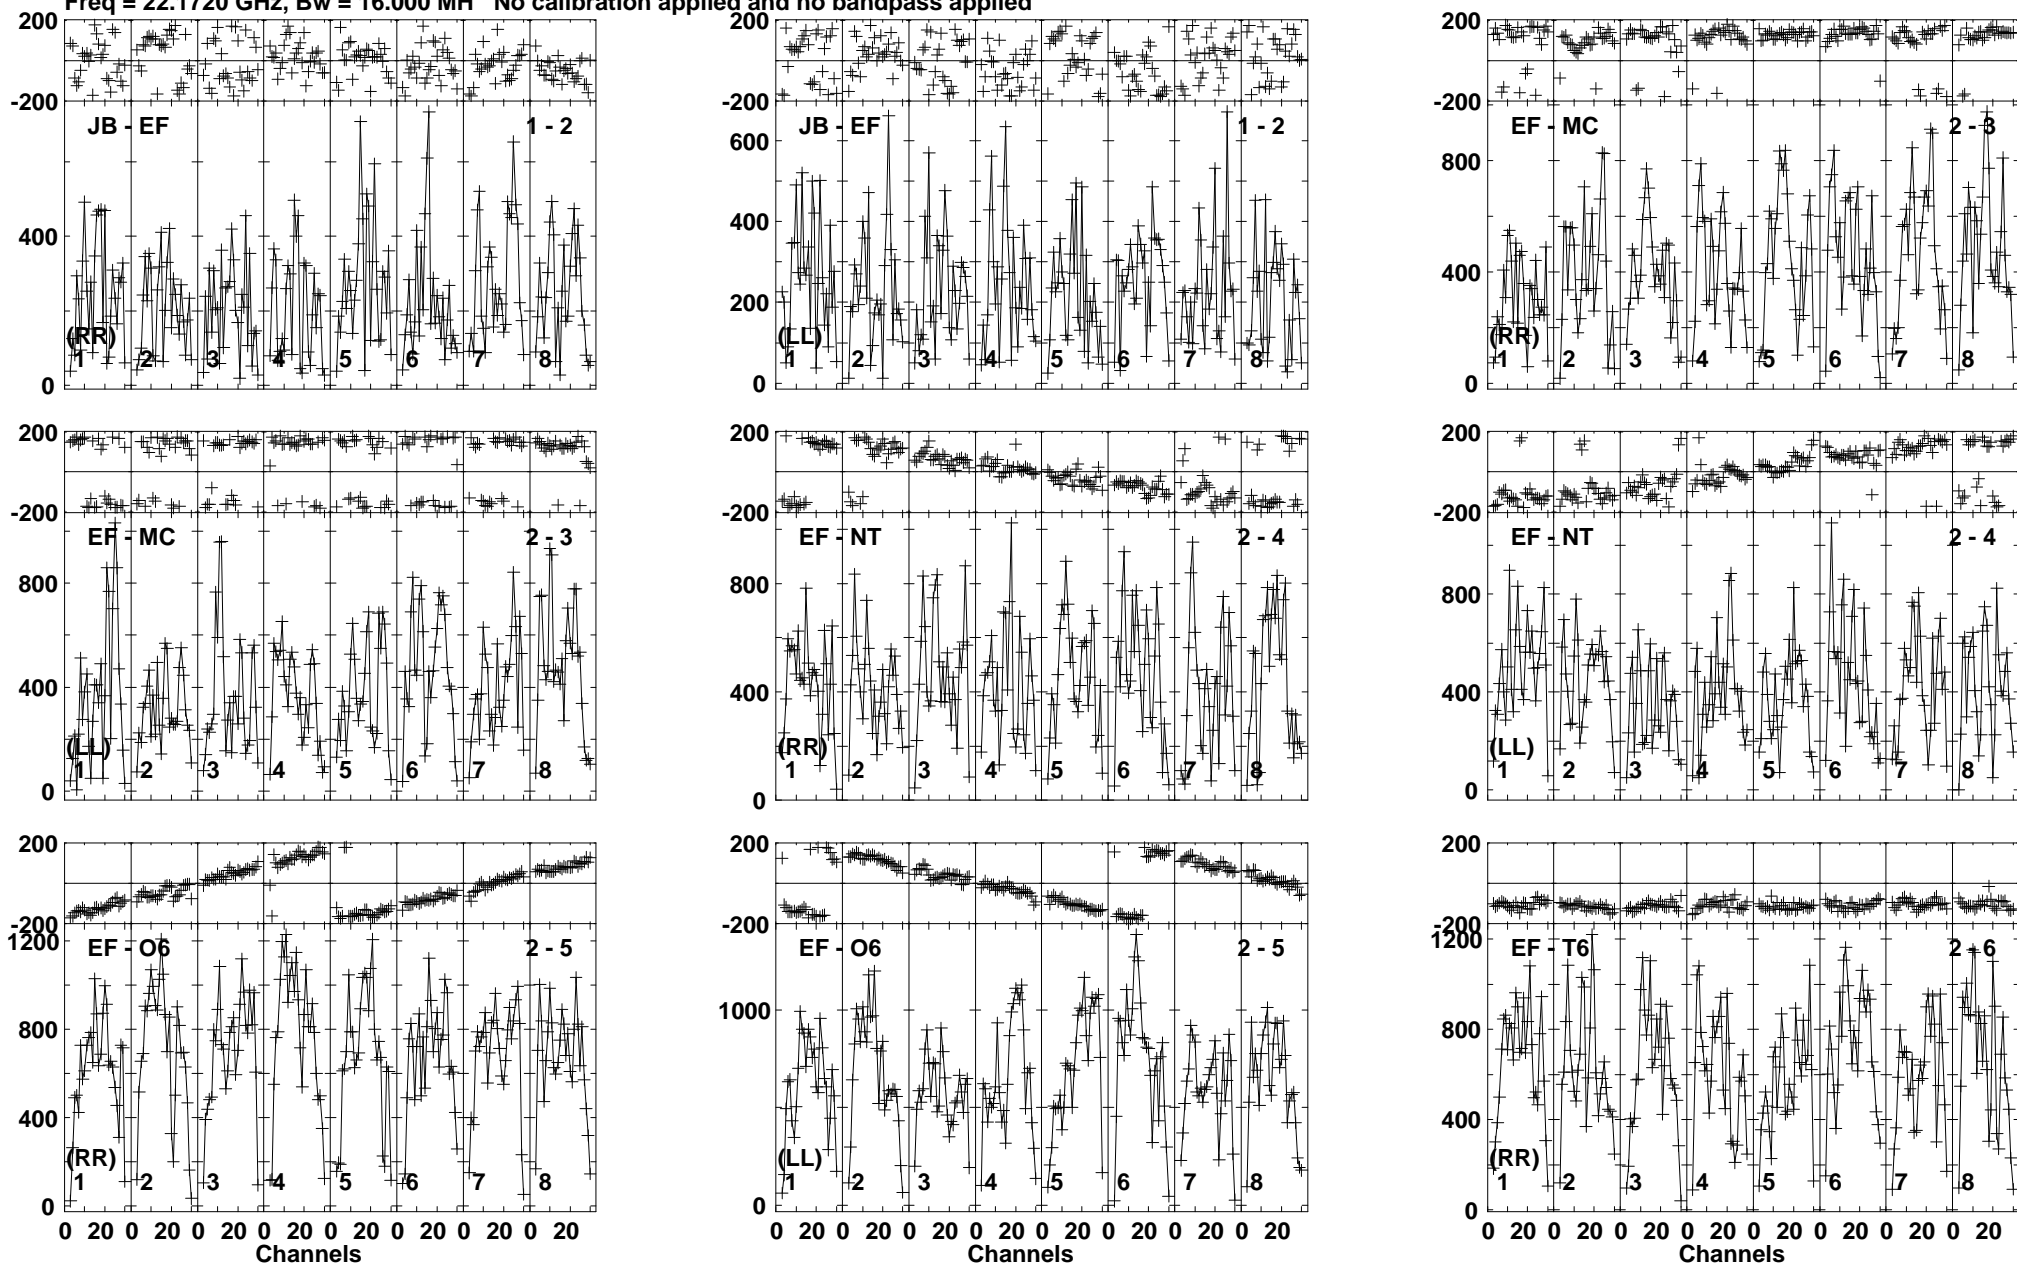 Freq = 22.1720 GHz, Bw = 16.000 MH No calibration applied and no bandpass applied
200 200 200
-200 -200 -200
JB - EF 1 - 2 JB - EF 1 - 2 EF - MC 2 - 3
600 800
400 400 400
200
(RR) (LL) (RR)
1 2 3 4 5 6 7 8 1 2 3 4 5 6 7 8 1 2 3 4 5 6 7 8
0 0 0
200 200 200
-200 -200 -200
EF - MC 2 - 3 EF - NT 2 - 4 EF - NT 2 - 4
800 800 800
400 400 400
(LL) (RR) (LL)
1 2 3 4 5 6 7 8 1 2 3 4 5 6 7 8 1 2 3 4 5 6 7 8
0 0 0
200 200 200
-200 -200 -200
1200 1200
EF - O6 2 - 5 EF - O6 2 - 5 EF - T6 2 - 6
800 1000 800
400 400
(RR) (LL) (RR)
1 2 3 4 5 6 7 8 1 2 3 4 5 6 7 8 1 2 3 4 5 6 7 8
0 0 0
0 20 0 20 0 20 0 20 0 20 0 20 0 20 0 20 0 20 0 20 0 20 0 20 0 20 0 20 0 20 0 20 0 20 0 20 0 20 0 20 0 20 0 20 0 20 0 20
Channels Channels Channels